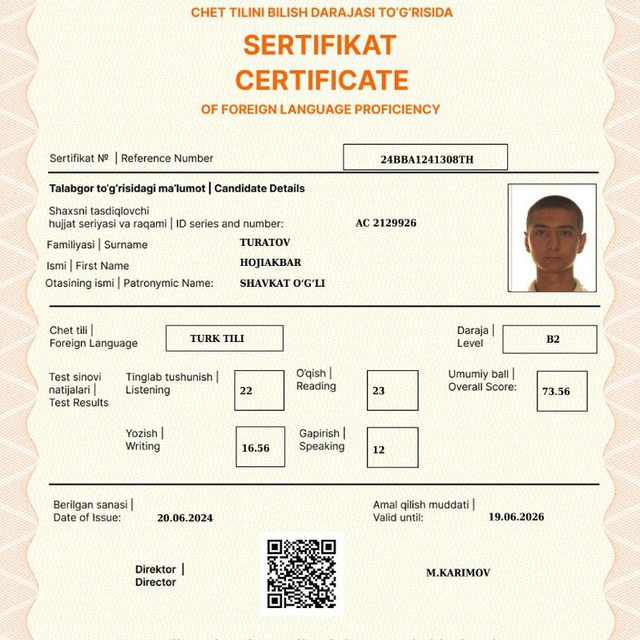 CHET TILINI BILISH DARAJASI TO‘G‘RISIDA
SERTIFIKAT
CERTIFICATE
OF FOREIGN LANGUAGE PROFICIENCY
Sertifikat № | Reference Number 24BBA1241308TH
Talabgor to‘g‘risidagi ma’lumot | Candidate Details
Shaxsni tasdiqlovchi
hujjat seriyasi va raqami | ID series and number: AC 2129926
Familiyasi | Surname TURATOV
Ismi | First Name HOJIAKBAR
Otasining ismi | Patronymic Name: SHAVKAT O‘G‘LI
Chet tili |
Foreign Language
TURK TILI
Daraja |
Level
B2
Test sinovi
natijalari |
Test Results
Tinglab tushunish |
Listening
22
O‘qish |
Reading
23
Umumiy ball |
Overall Score:
73.56
Yozish |
Writing
16.56
Gapirish |
Speaking
12
Berilgan sanasi |
Date of Issue: 20.06.2024
Amal qilish muddati |
Valid until: 19.06.2026
Direktor |
Director
M.KARIMOV